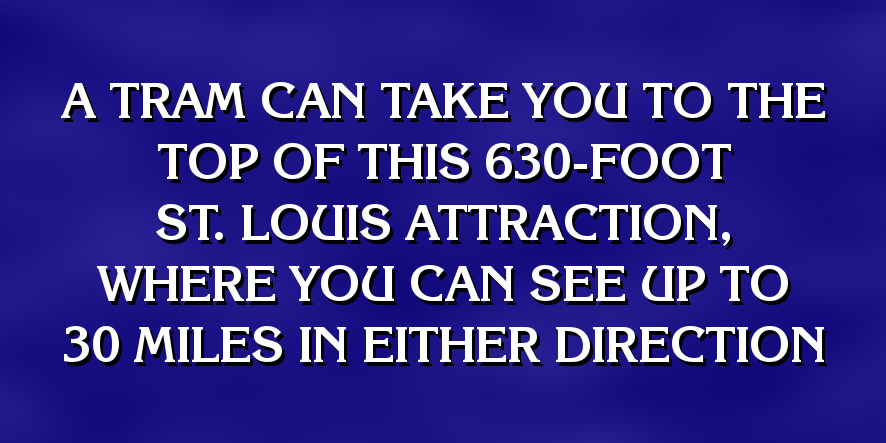 A TRAM CAN TAKE YOU TO THE
TOP OF THIS 630-FOOT
ST. LOUIS ATTRACTION,
WHERE YOU CAN SEE UP TO
30 MILES IN EITHER DIRECTION